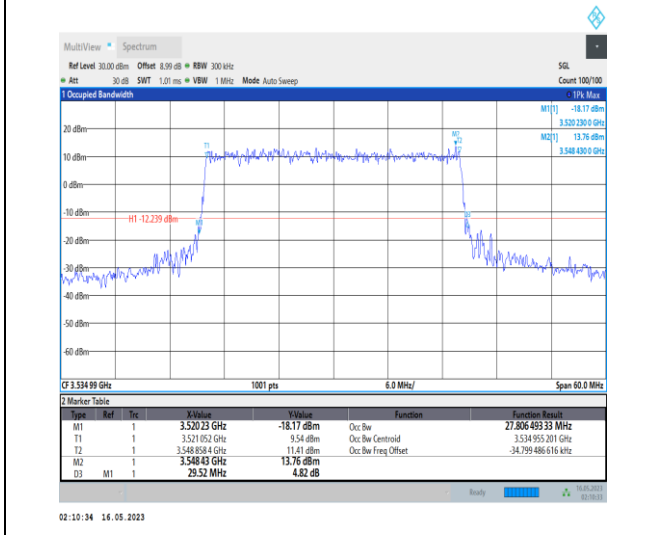 MultiView Spectrum
Ref Level 30.00 dBm Offset 8.99 dB RBW 300 kHz SGL
Att 30 dB SWT 1.01 ms VBW 1 MHz Mode Auto Sweep Count 100/100
1 Occupied Bandwidth 1Pk Max
M1[1] -18.17 dBm
3.520 230 0 GHz
M2[1] 13.76 dBm
3.548 430 0 GHz
20 dBm
10 dBm
0 dBm
-10 dBm
H1 -12.239 dBm
-20 dBm
-30 dBm
-40 dBm
-50 dBm
-60 dBm
T1
M2
T2
CF 3.534 99 GHz 1001 pts 6.0 MHz/ Span 60.0 MHz
2 Marker Table
Type Ref Trc X-Value Y-Value Function Function Result
M1 1 3.520 23 GHz -18.17 dBm Occ Bw 27.806 493 33 MHz
T1 1 3.521 052 GHz 9.54 dBm Occ Bw Centroid 3.534 955 201 GHz
T2 1 3.548 858 4 GHz 11.41 dBm Occ Bw Freq Offset -34.799 486 616 kHz
M2 1 3.548 43 GHz 13.76 dBm
D3 M1 1 29.52 MHz 4.82 dB
Ready 16.05.2023
02:10:33
02:10:34 16.05.2023